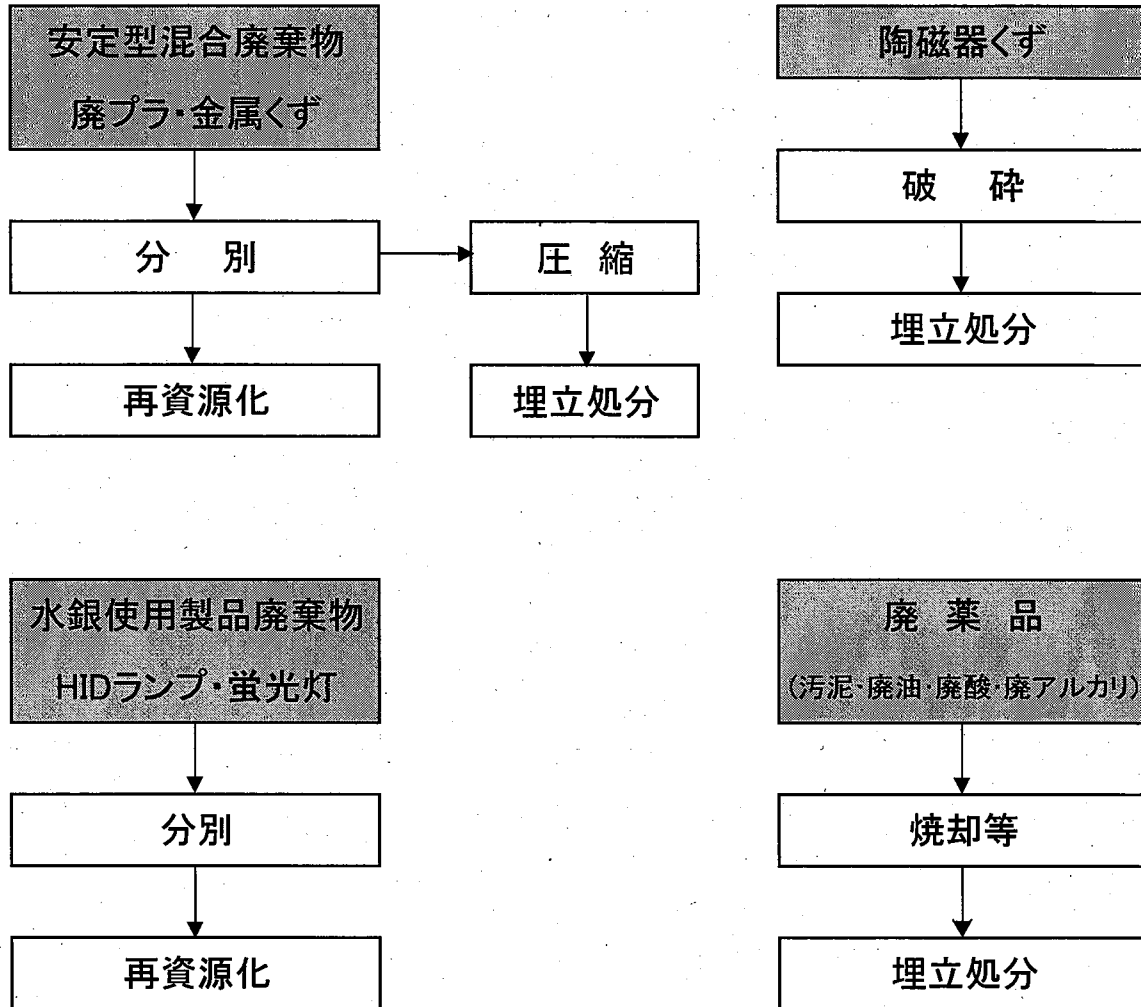 安定型混合廃棄物
廃プラ・金属くず
分 別
圧 縮
再資源化
埋立処分
陶磁器くず
破 砕
埋立処分
水銀使用製品廃棄物
HIDランプ・蛍光灯
分別
再資源化
廃 薬 品
(汚泥・廃油・廃酸・廃アルカリ)
焼却等
埋立処分